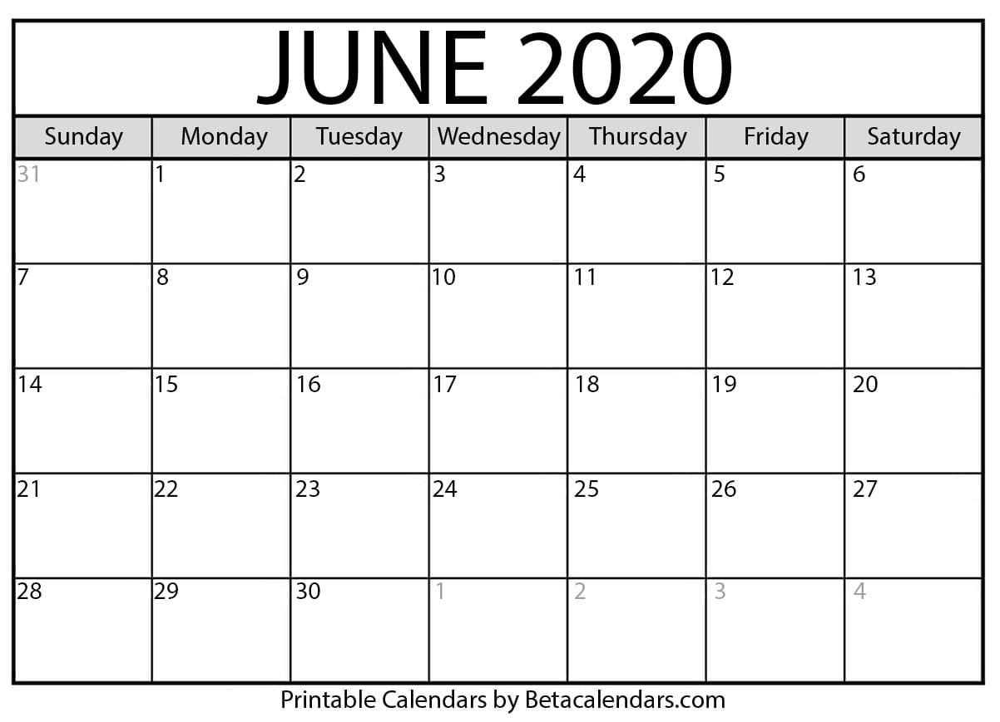 JUNE 2020
Sunday Monday Tuesday Wednesday Thursday Friday Saturday
31 1 2 3 4 5 6
7 8 9 10 11 12 13
14 15 16 17 18 19 20
21 22 23 24 25 26 27
28 29 30 1 2 3 4
Printable Calendars by Betacalendars.com